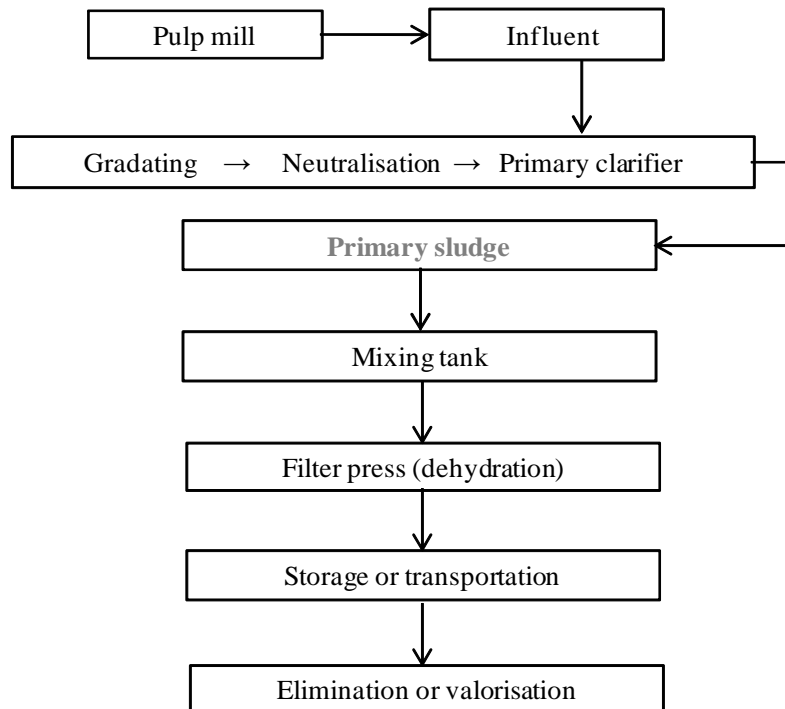 Pulp mill
Influent
Gradating → Neutralisation → Primary clarifier
Primary sludge
Mixing tank
Filter press (dehydration)
Storage or transportation
Elimination or valorisation